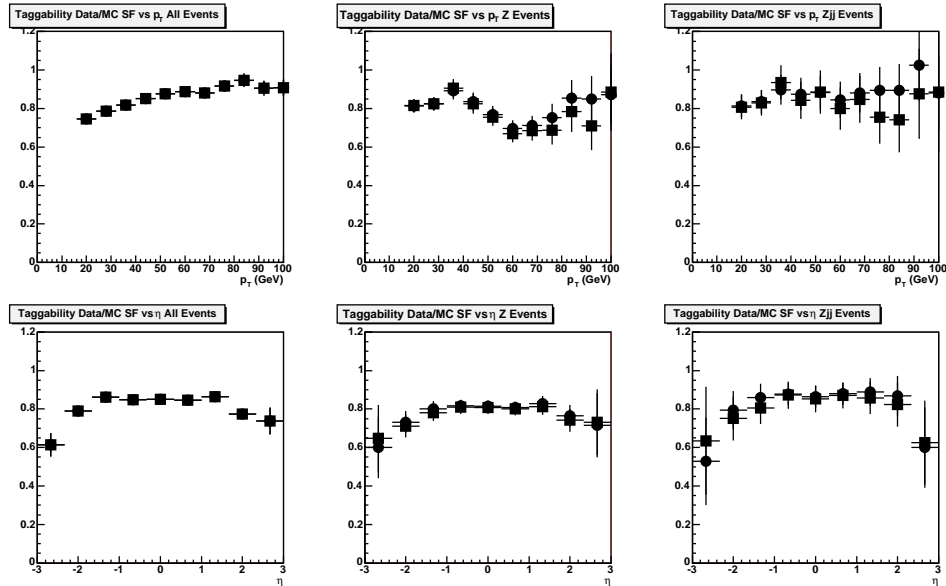 Taggability Data/MC SF vs p_T All Events
1.2
1
0.8
0.6
0.4
0.2
0
0 10 20 30 40 50 60 70 80 90 100
p_T (GeV)
Taggability Data/MC SF vs p_T Z Events
1.2
1
0.8
0.6
0.4
0.2
0
0 10 20 30 40 50 60 70 80 90 100
p_T (GeV)
Taggability Data/MC SF vs p_T Zjj Events
1.2
1
0.8
0.6
0.4
0.2
0
0 10 20 30 40 50 60 70 80 90 100
p_T (GeV)
Taggability Data/MC SF vs η All Events
1.2
1
0.8
0.6
0.4
0.2
0
-3 -2 -1 0 1 2 3
η
Taggability Data/MC SF vs η Z Events
1.2
1
0.8
0.6
0.4
0.2
0
-3 -2 -1 0 1 2 3
η
Taggability Data/MC SF vs η Zjj Events
1.2
1
0.8
0.6
0.4
0.2
0
-3 -2 -1 0 1 2 3
η